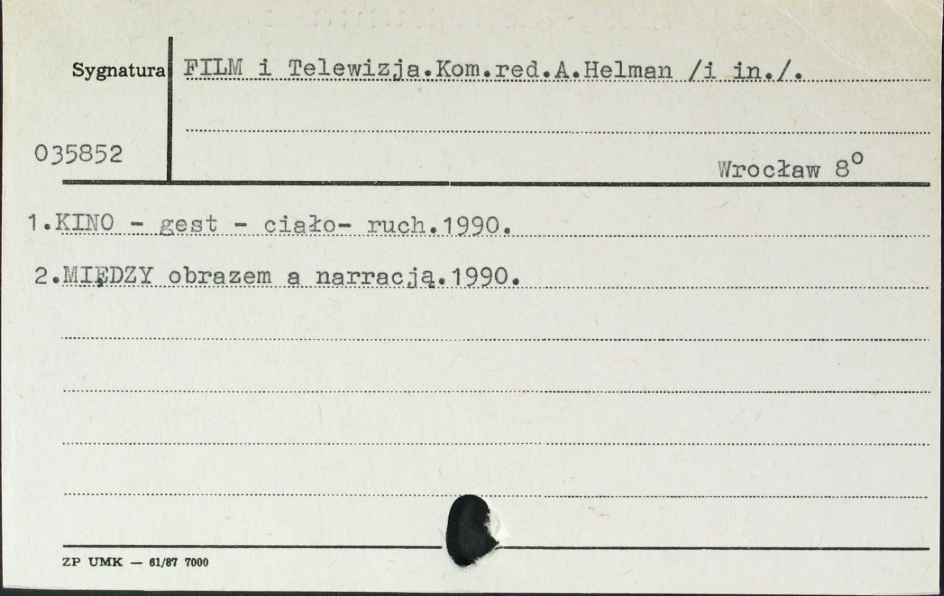 Sygnatura
FILM i Telewizja.Kom.red.A.Helman /i in./.
035852
Wrocław 8°
1.KINO - gest - ciało- ruch.1990.
2.MIĘDZY obrazem a narracją.1990.
ZP UMK — 61/87 7000